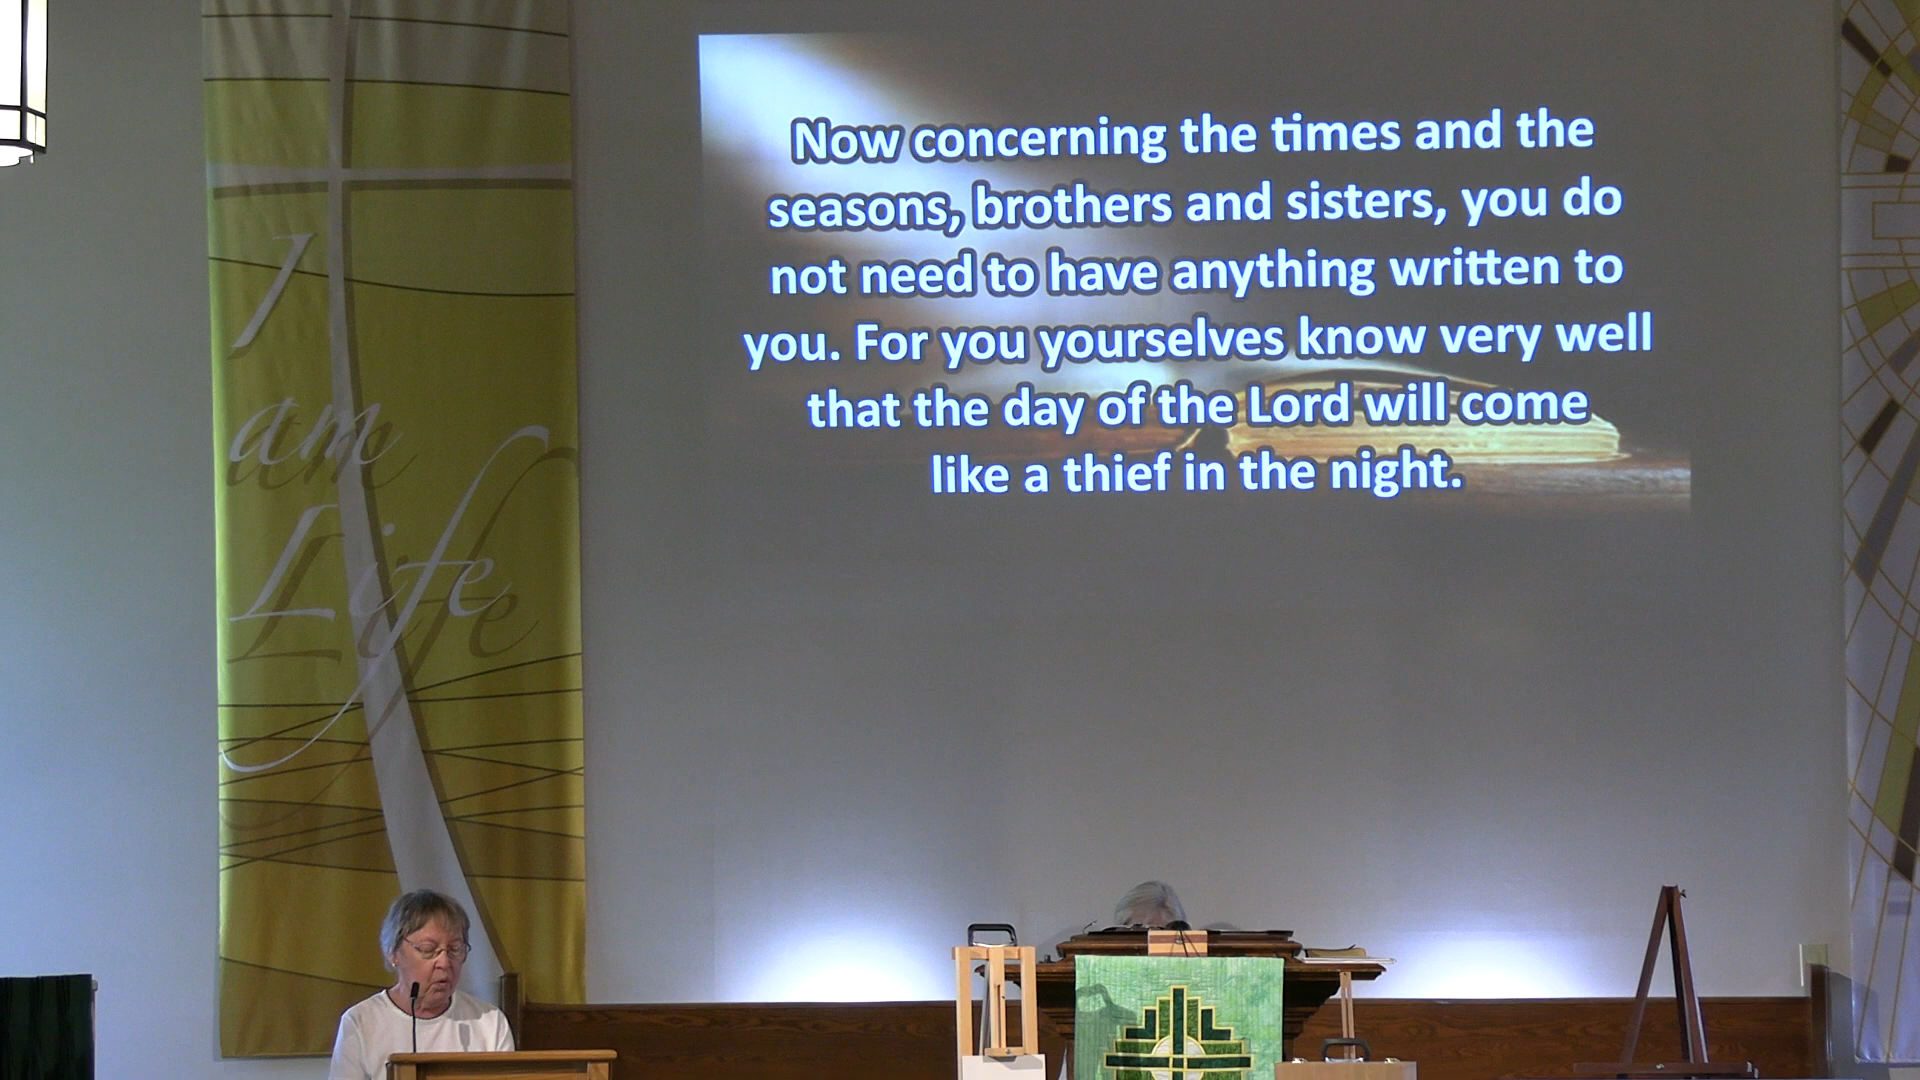 Now concerning the times and the
seasons, brothers and sisters, you do
not need to have anything written to
you. For you yourselves know very well
that the day of the Lord will come
like a thief in the night.
I
am
Life